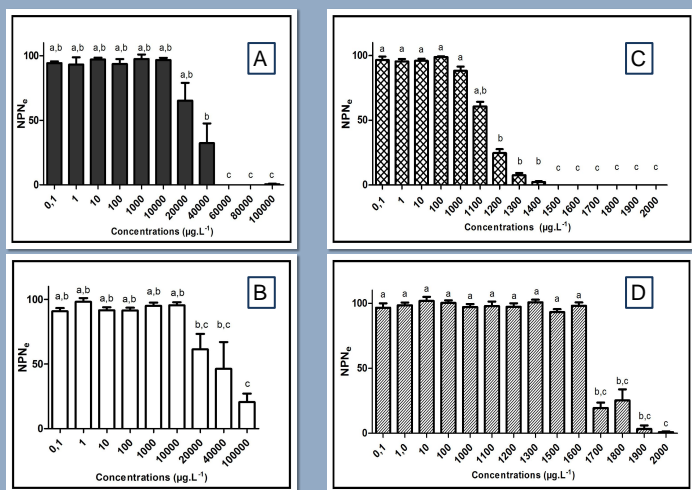 A
a,b a,b a,b a,b a,b a,b a,b b c c c
100
50
0
NPNe
0,1 1 10 100 1000 10000 20000 40000 60000 80000 100000
Concentrations (µg.L-1)
C
a a a a a a,b b b b c c c c c c
100
50
0
NPNe
0,1 1 10 100 1000 1100 1200 1300 1400 1500 1600 1700 1800 1900 2000
Concentrations (µg.L-1)
B
a,b a,b a,b a,b a,b a,b b,c b,c c
100
50
0
NPNe
0,1 1 10 100 1000 10000 20000 40000 100000
Concentrations (µg.L-1)
D
a a a a a a a a a a b,c b,c b,c c
100
50
0
NPNe
0,1 1,0 10 100 1000 1100 1200 1300 1500 1600 1700 1800 1900 2000
Concentrations (µg.L-1)